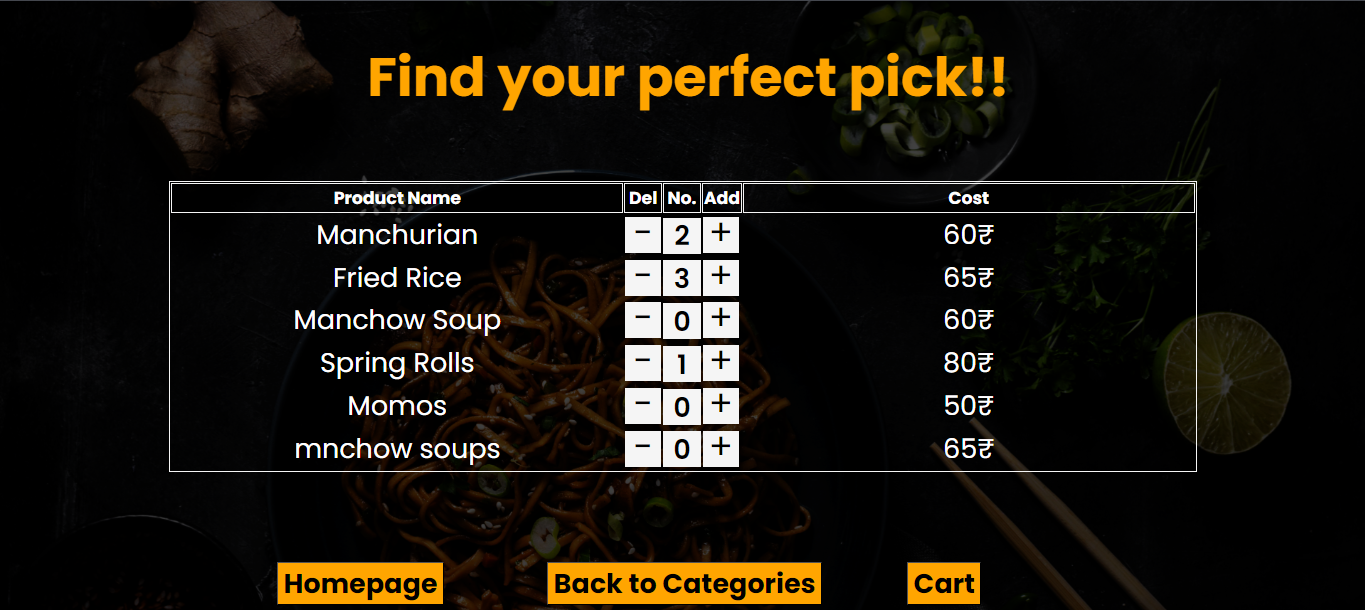 Find your perfect pick!!
Product Name Del No. Add Cost
Manchurian − 2 + 60₹
Fried Rice − 3 + 65₹
Manchow Soup − 0 + 60₹
Spring Rolls − 1 + 80₹
Momos − 0 + 50₹
mnchow soups − 0 + 65₹
Homepage Back to Categories Cart